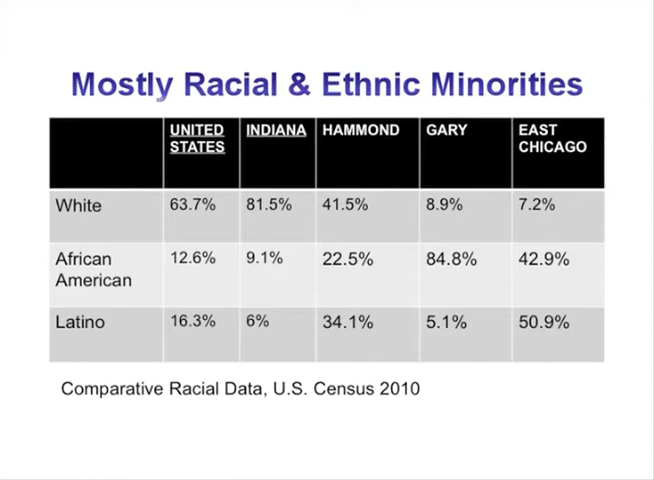 Mostly Racial & Ethnic Minorities
UNITED STATES INDIANA HAMMOND GARY EAST CHICAGO
White 63.7% 81.5% 41.5% 8.9% 7.2%
African American 12.6% 9.1% 22.5% 84.8% 42.9%
Latino 16.3% 6% 34.1% 5.1% 50.9%
Comparative Racial Data, U.S. Census 2010